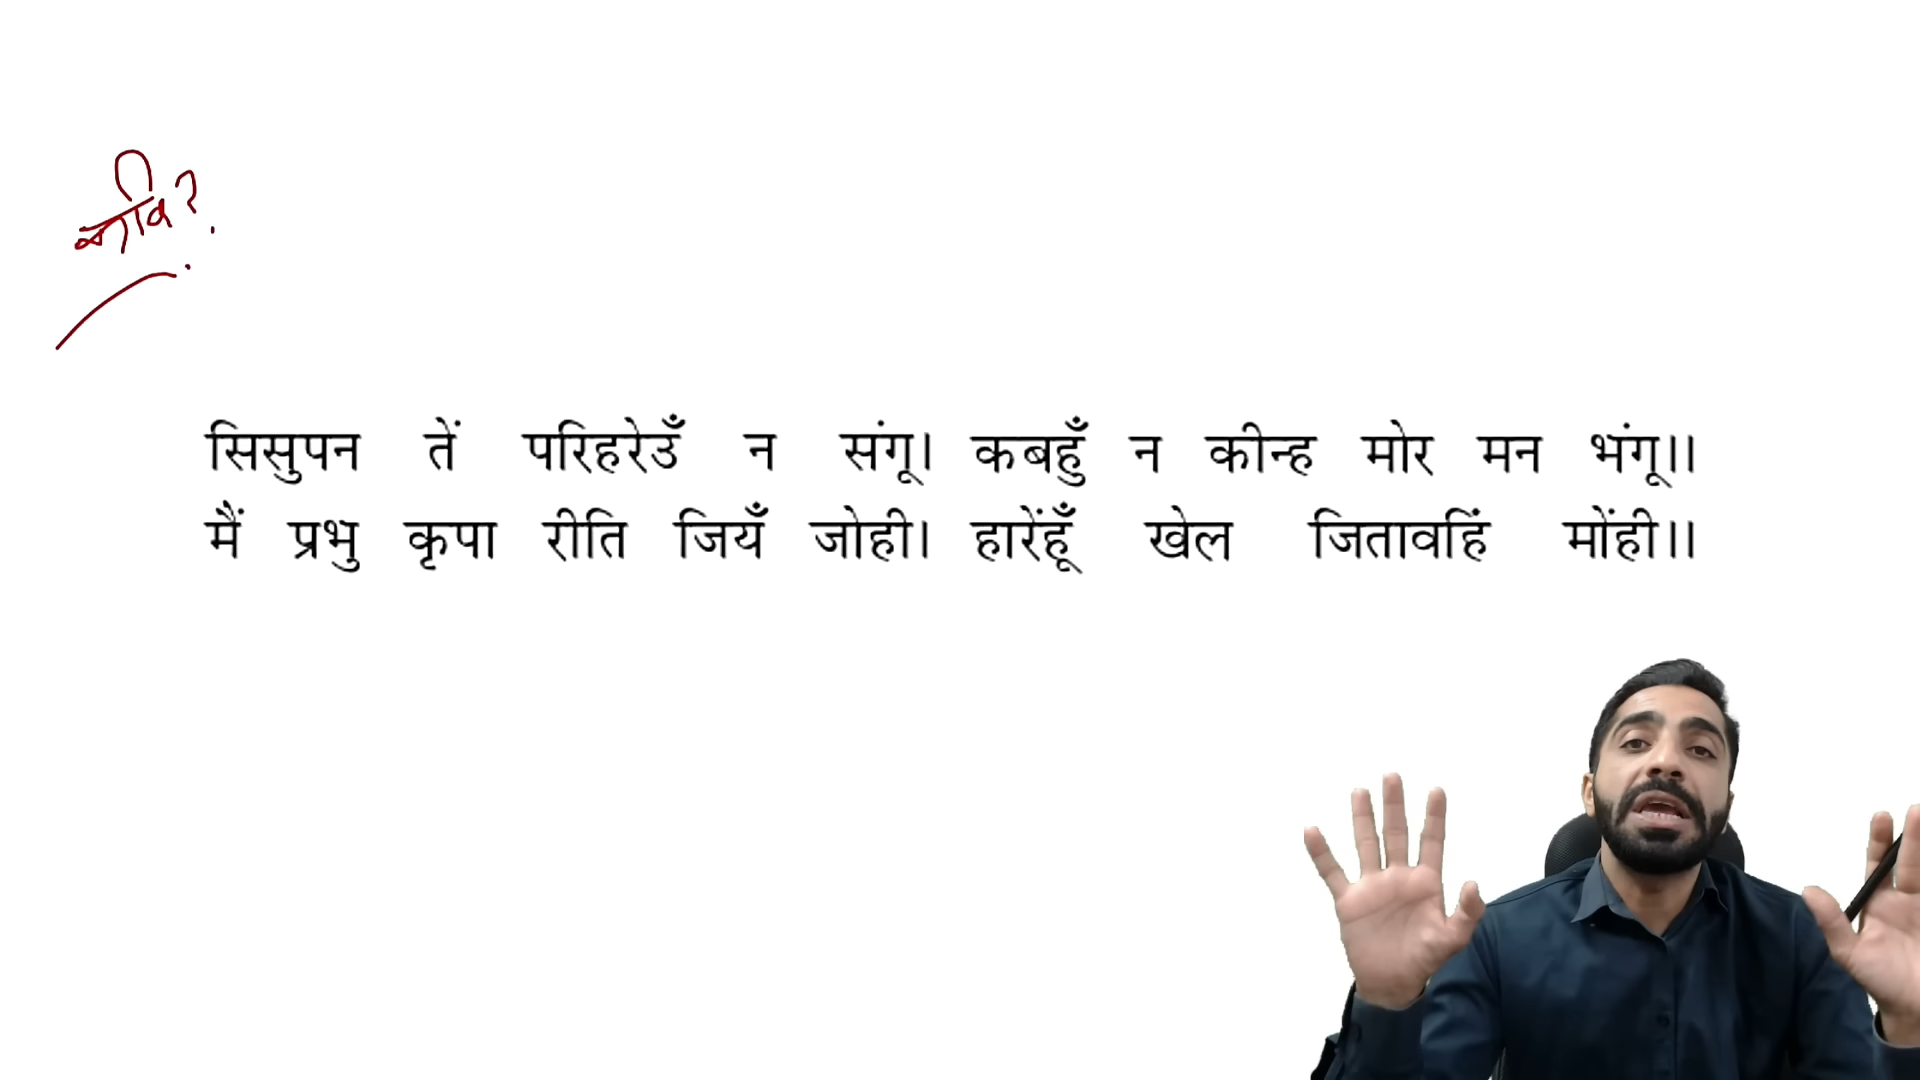 कवि?
सिसुपन तें परिहरेउँ न संगू। कबहुँ न कीन्ह मोर मन भंगू।।
मैं प्रभु कृपा रीति जियँ जोही। हारेंहूँ खेल जितावहिं मोंही।।